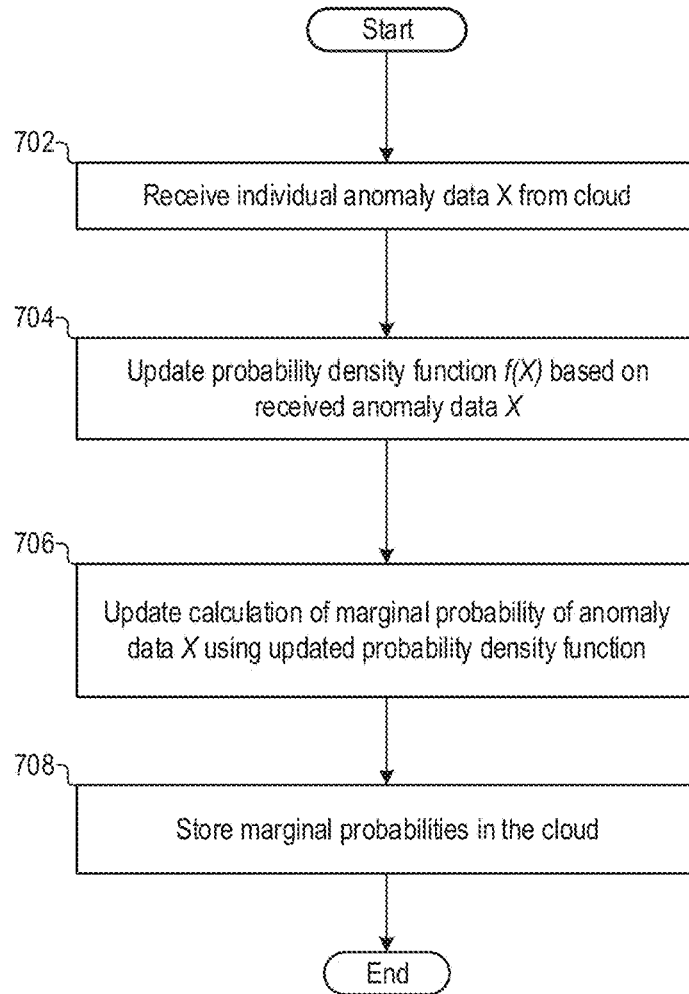 Start
702
Receive individual anomaly data X from cloud
704
Update probability density function f(X) based on
received anomaly data X
706
Update calculation of marginal probability of anomaly
data X using updated probability density function
708
Store marginal probabilities in the cloud
End